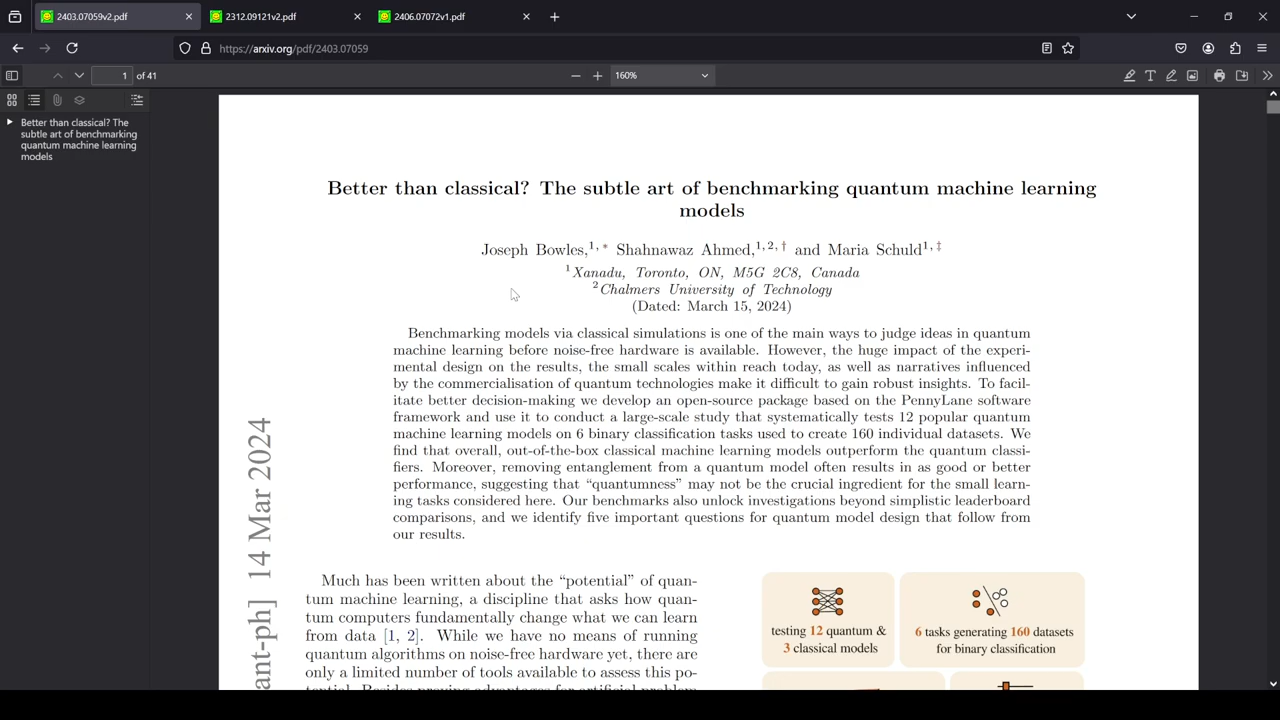 2403.07059v2.pdf
2312.09121v2.pdf
2406.07072v1.pdf
https://arxiv.org/pdf/2403.07059
1 of 41
160%
Better than classical? The
subtle art of benchmarking
quantum machine learning
models
Better than classical? The subtle art of benchmarking quantum machine learning
models
Joseph Bowles,1, * Shahnawaz Ahmed,1, 2, † and Maria Schuld1, ‡
1Xanadu, Toronto, ON, M5G 2C8, Canada
2Chalmers University of Technology
(Dated: March 15, 2024)
Benchmarking models via classical simulations is one of the main ways to judge ideas in quantum
machine learning before noise-free hardware is available. However, the huge impact of the experi-
mental design on the results, the small scales within reach today, as well as narratives influenced
by the commercialisation of quantum technologies make it difficult to gain robust insights. To facil-
itate better decision-making we develop an open-source package based on the PennyLane software
framework and use it to conduct a large-scale study that systematically tests 12 popular quantum
machine learning models on 6 binary classification tasks used to create 160 individual datasets. We
find that overall, out-of-the-box classical machine learning models outperform the quantum classi-
fiers. Moreover, removing entanglement from a quantum model often results in as good or better
performance, suggesting that “quantumness” may not be the crucial ingredient for the small learn-
ing tasks considered here. Our benchmarks also unlock investigations beyond simplistic leaderboard
comparisons, and we identify five important questions for quantum model design that follow from
our results.
ant-ph] 14 Mar 2024
Much has been written about the “potential” of quan-
tum machine learning, a discipline that asks how quan-
tum computers fundamentally change what we can learn
from data [1, 2]. While we have no means of running
quantum algorithms on noise-free hardware yet, there are
only a limited number of tools available to assess this po-
tential. Besides proving advantages for artificial problem
testing 12 quantum &
3 classical models
6 tasks generating 160 datasets
for binary classification